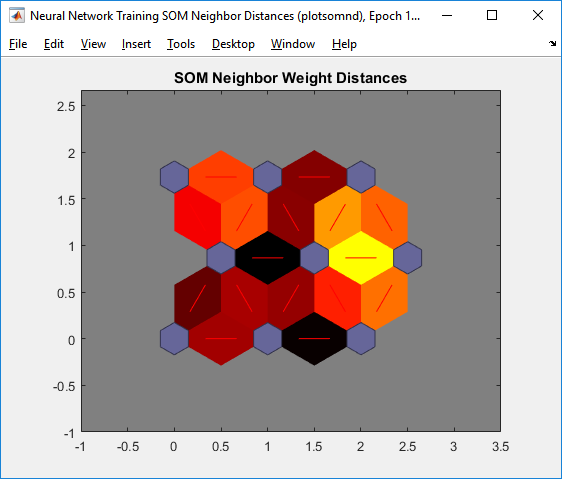 Neural Network Training SOM Neighbor Distances (plotsomnd), Epoch 1...
File Edit View Insert Tools Desktop Window Help
SOM Neighbor Weight Distances
2.5
2
1.5
1
0.5
0
-0.5
-1
-1 -0.5 0 0.5 1 1.5 2 2.5 3 3.5